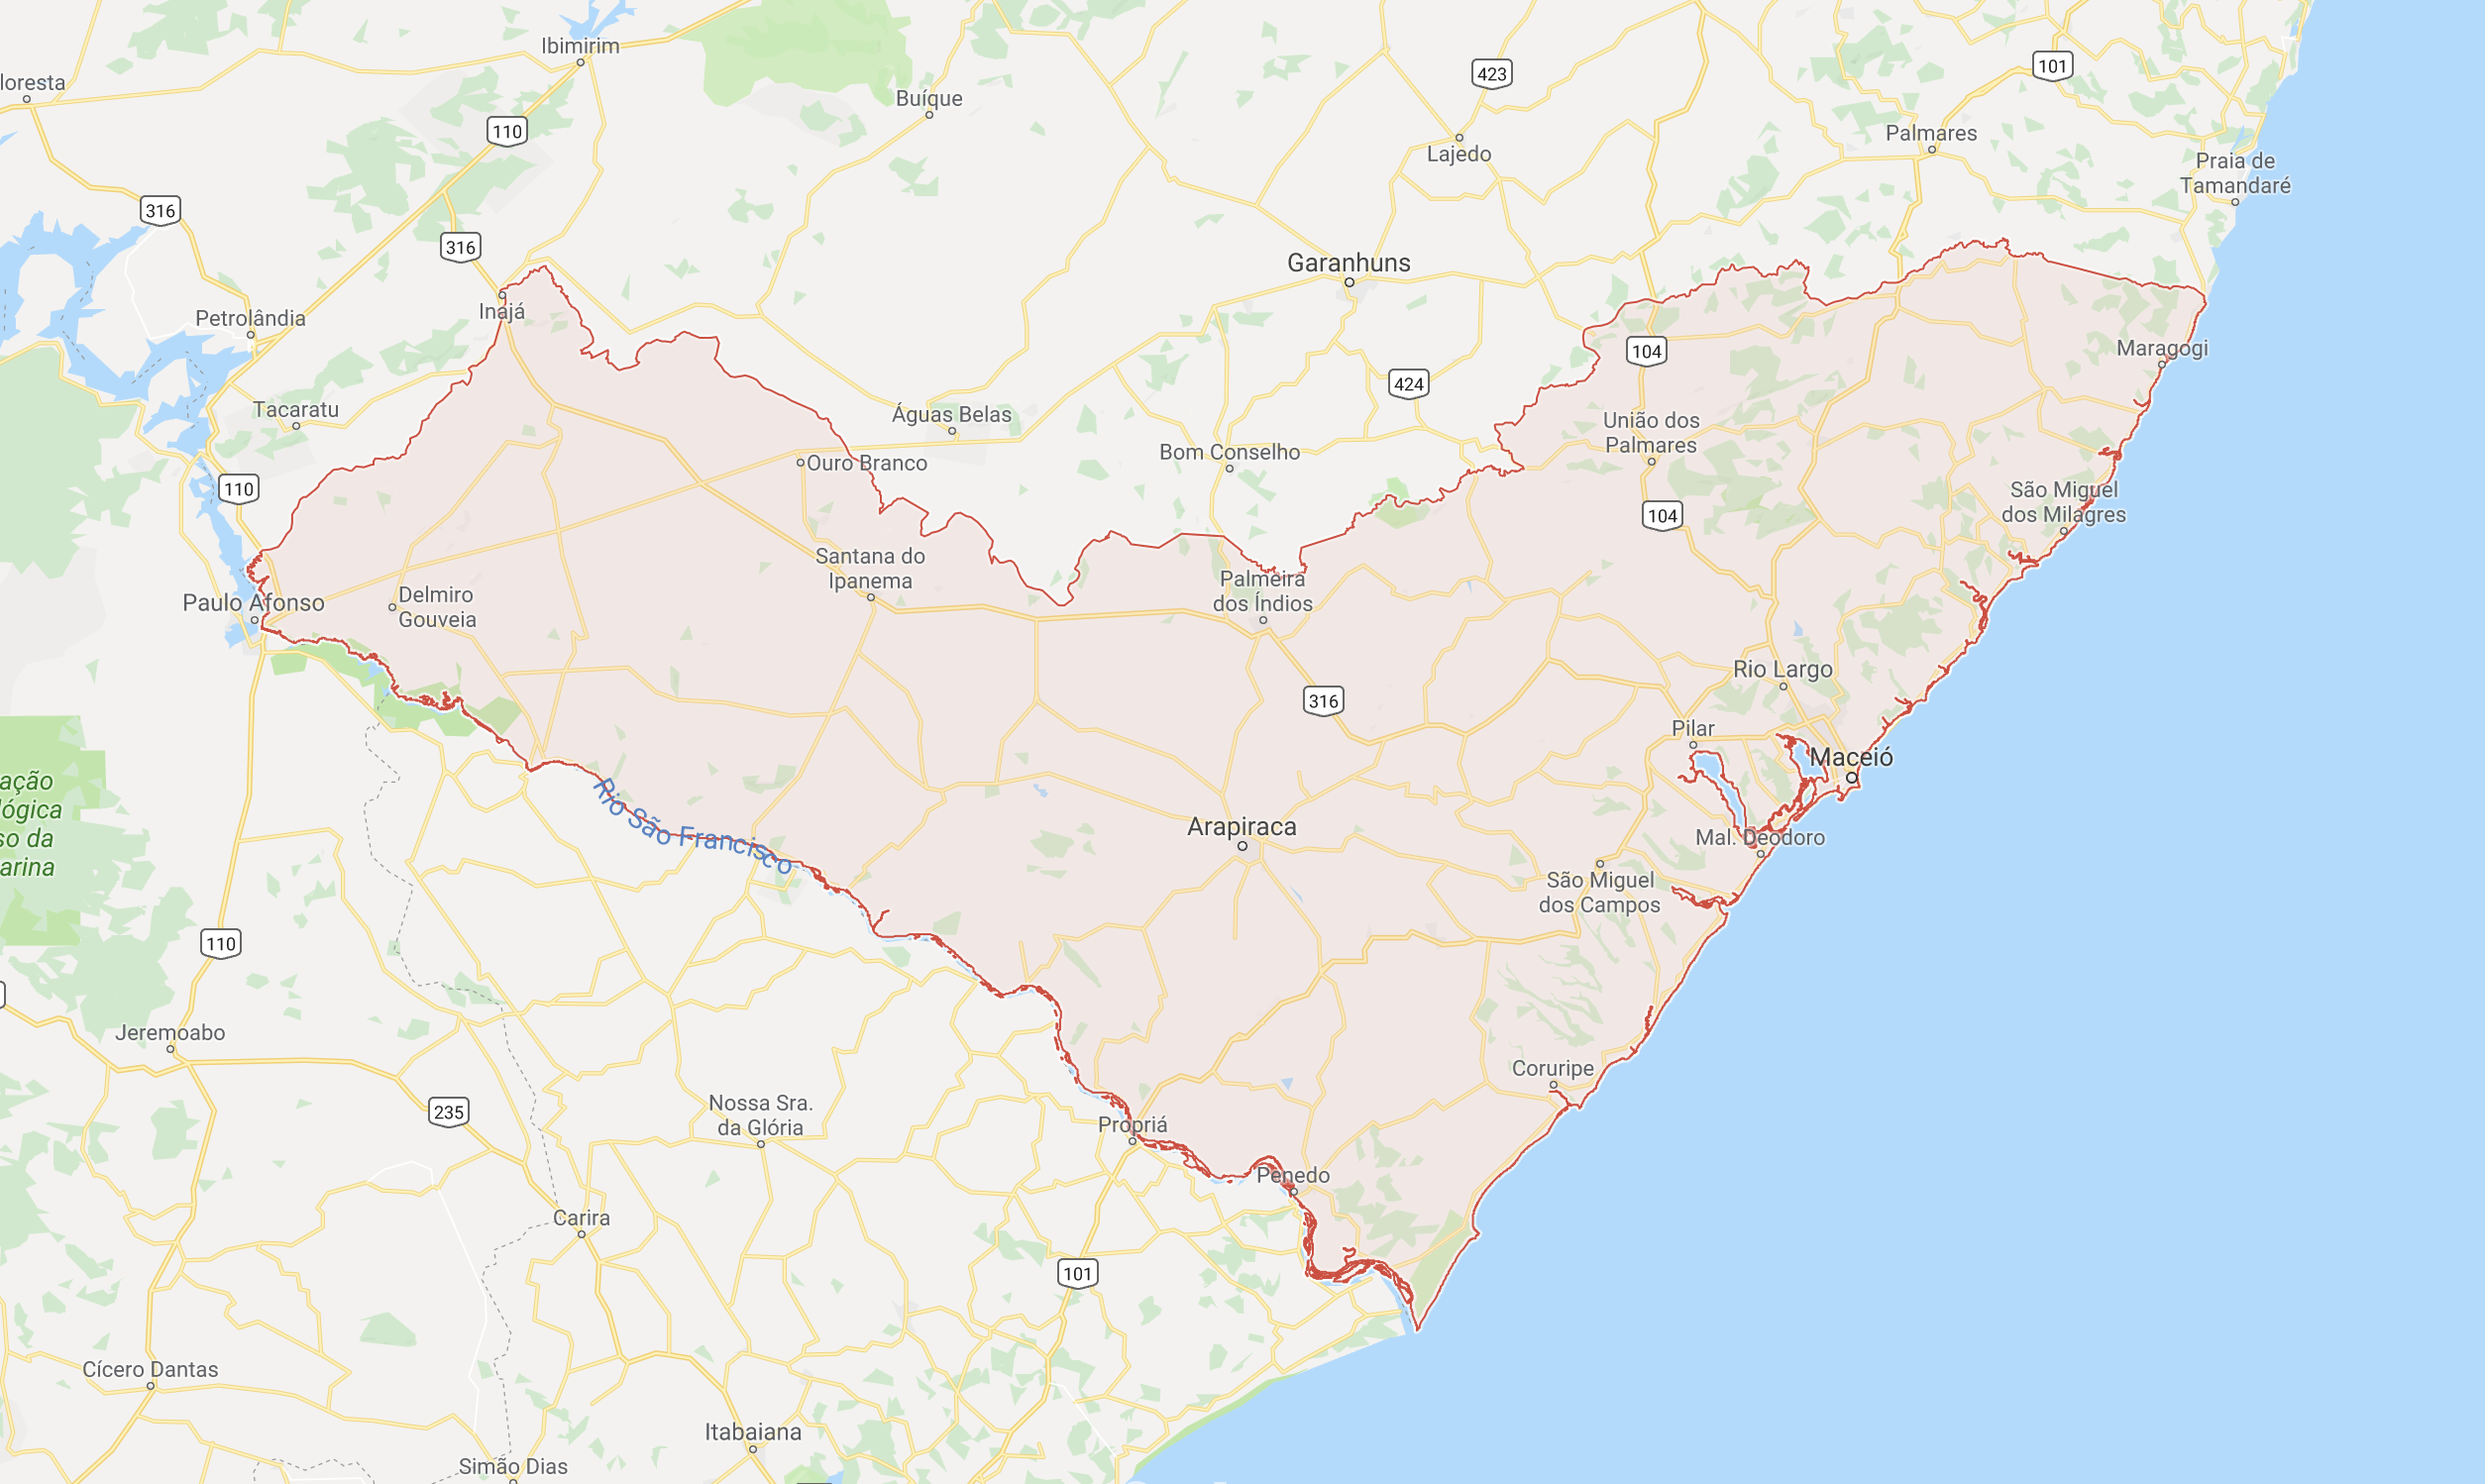 Ibimirim
loresta
Buíque
423
101
110
Lajedo
Palmares
Praia de
Tamandaré
316
316
Garanhuns
Inajá
Petrolândia
Maragogi
104
424
Tacaratu
Águas Belas
União dos
Palmares
Bom Conselho
Ouro Branco
110
São Miguel
dos Milagres
104
Santana do
Ipanema
Palmeira
dos Índios
Delmiro
Gouveia
Paulo Afonso
Rio Largo
316
Pilar
Maceió
ação
lógica
so da
arina
Rio São Francisco
Arapiraca
Mal. Deodoro
São Miguel
dos Campos
110
Jeremoabo
Coruripe
235
Nossa Sra.
da Glória
Propriá
Penedo
Carira
101
Cícero Dantas
Itabaiana
Simão Dias